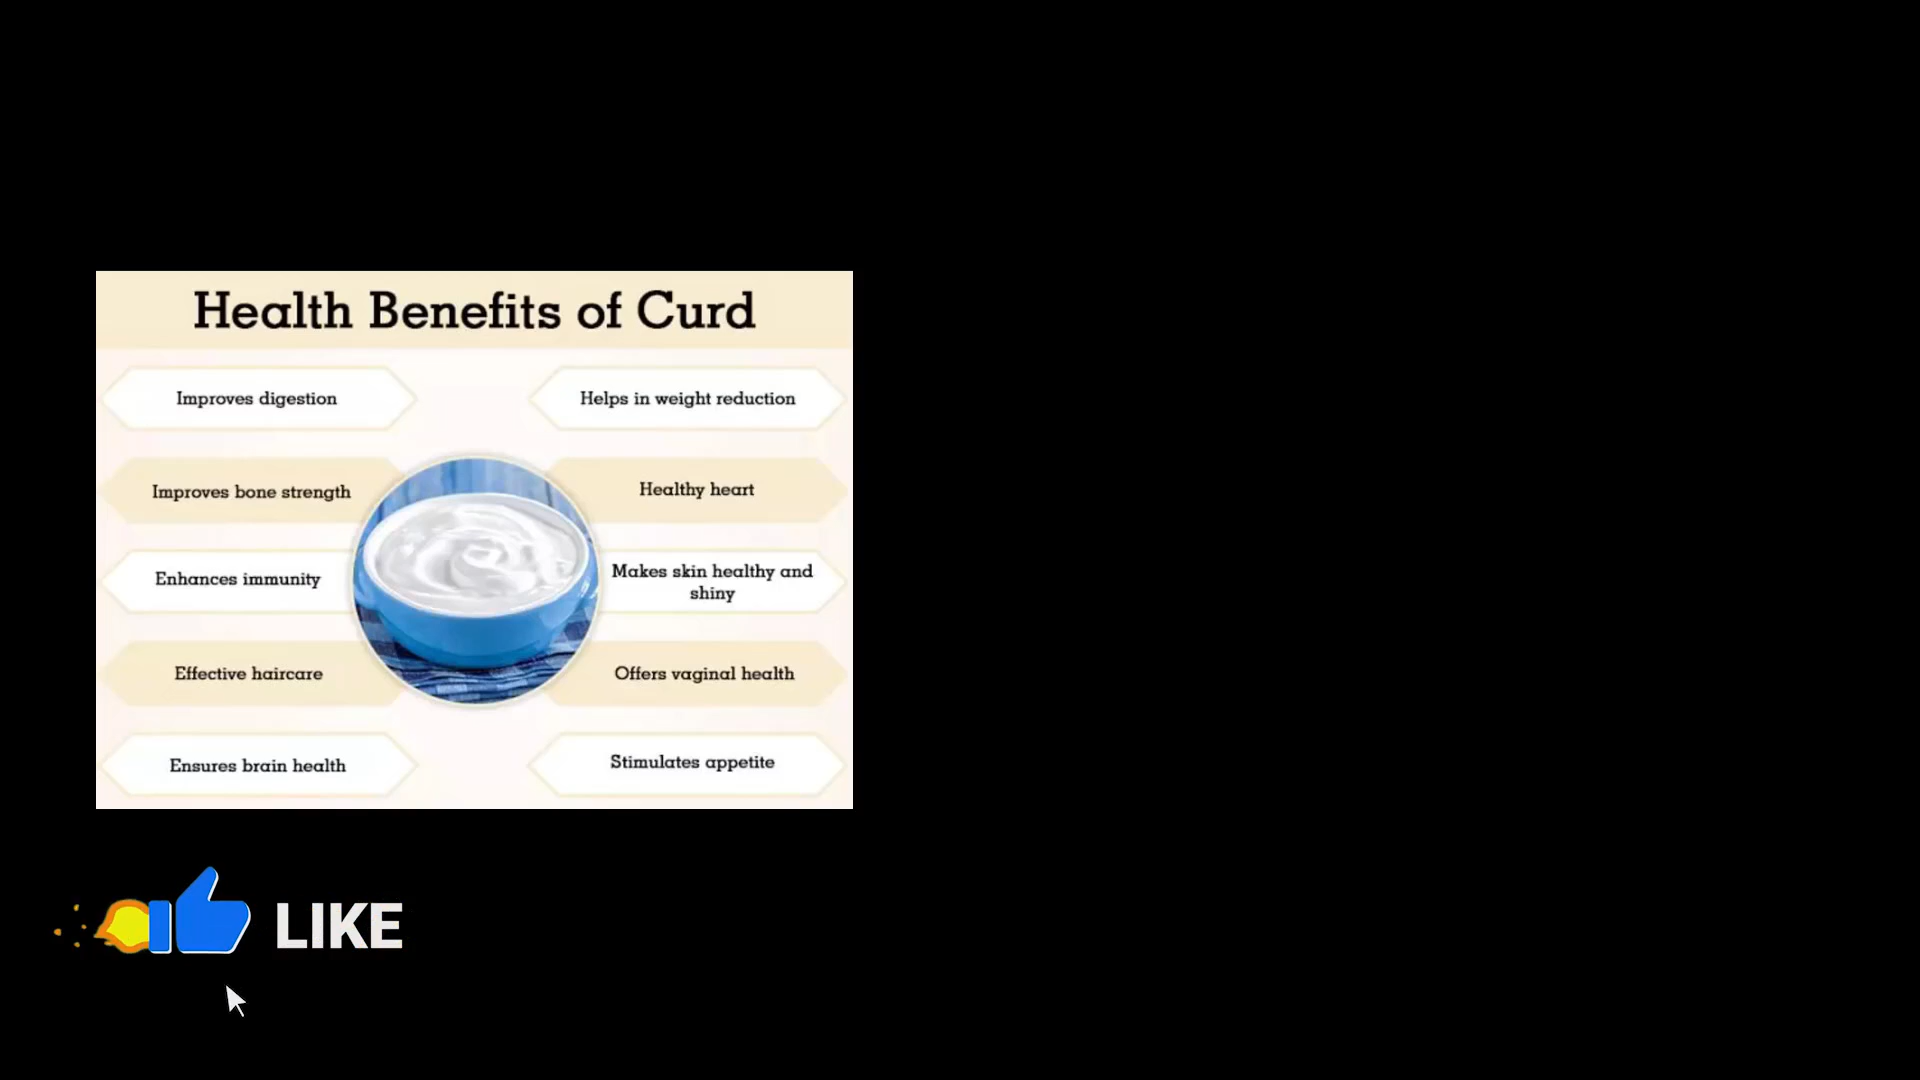 Health Benefits of Curd
Improves digestion
Helps in weight reduction
Improves bone strength
Healthy heart
Enhances immunity
Makes skin healthy and
shiny
Effective haircare
Offers vaginal health
Ensures brain health
Stimulates appetite
LIKE